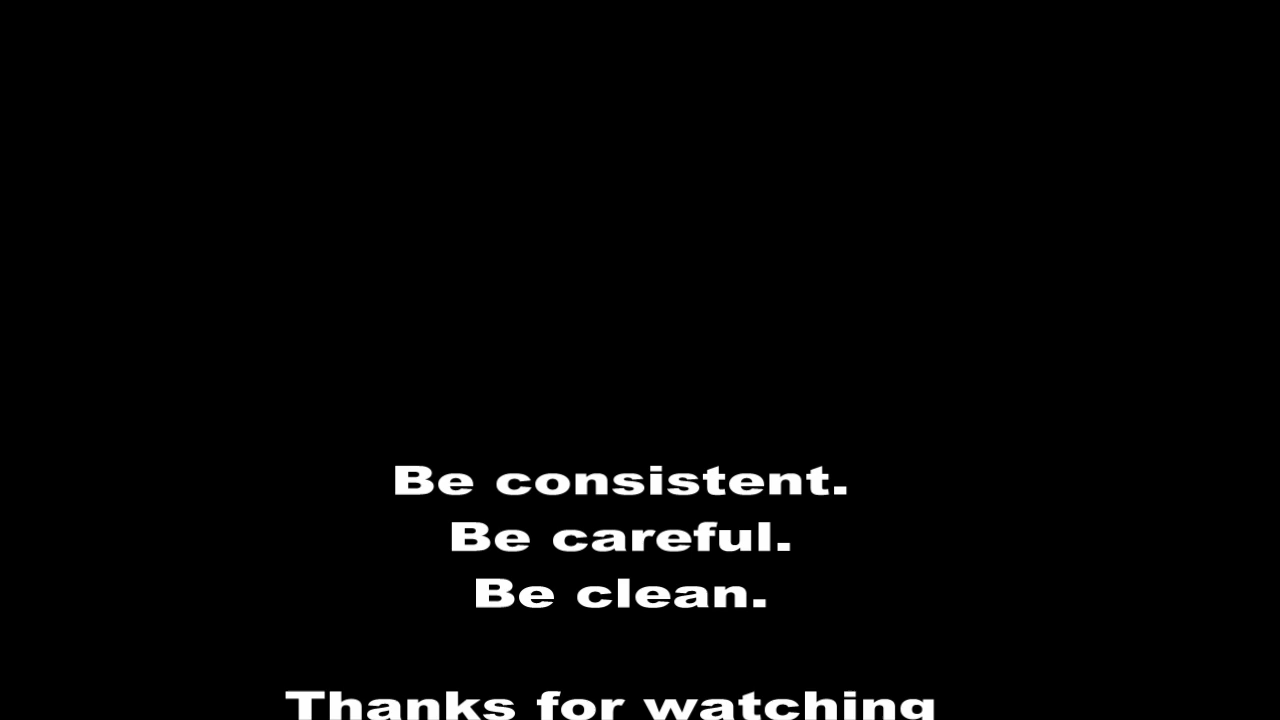 Be consistent.
Be careful.
Be clean.
Thanks for watching